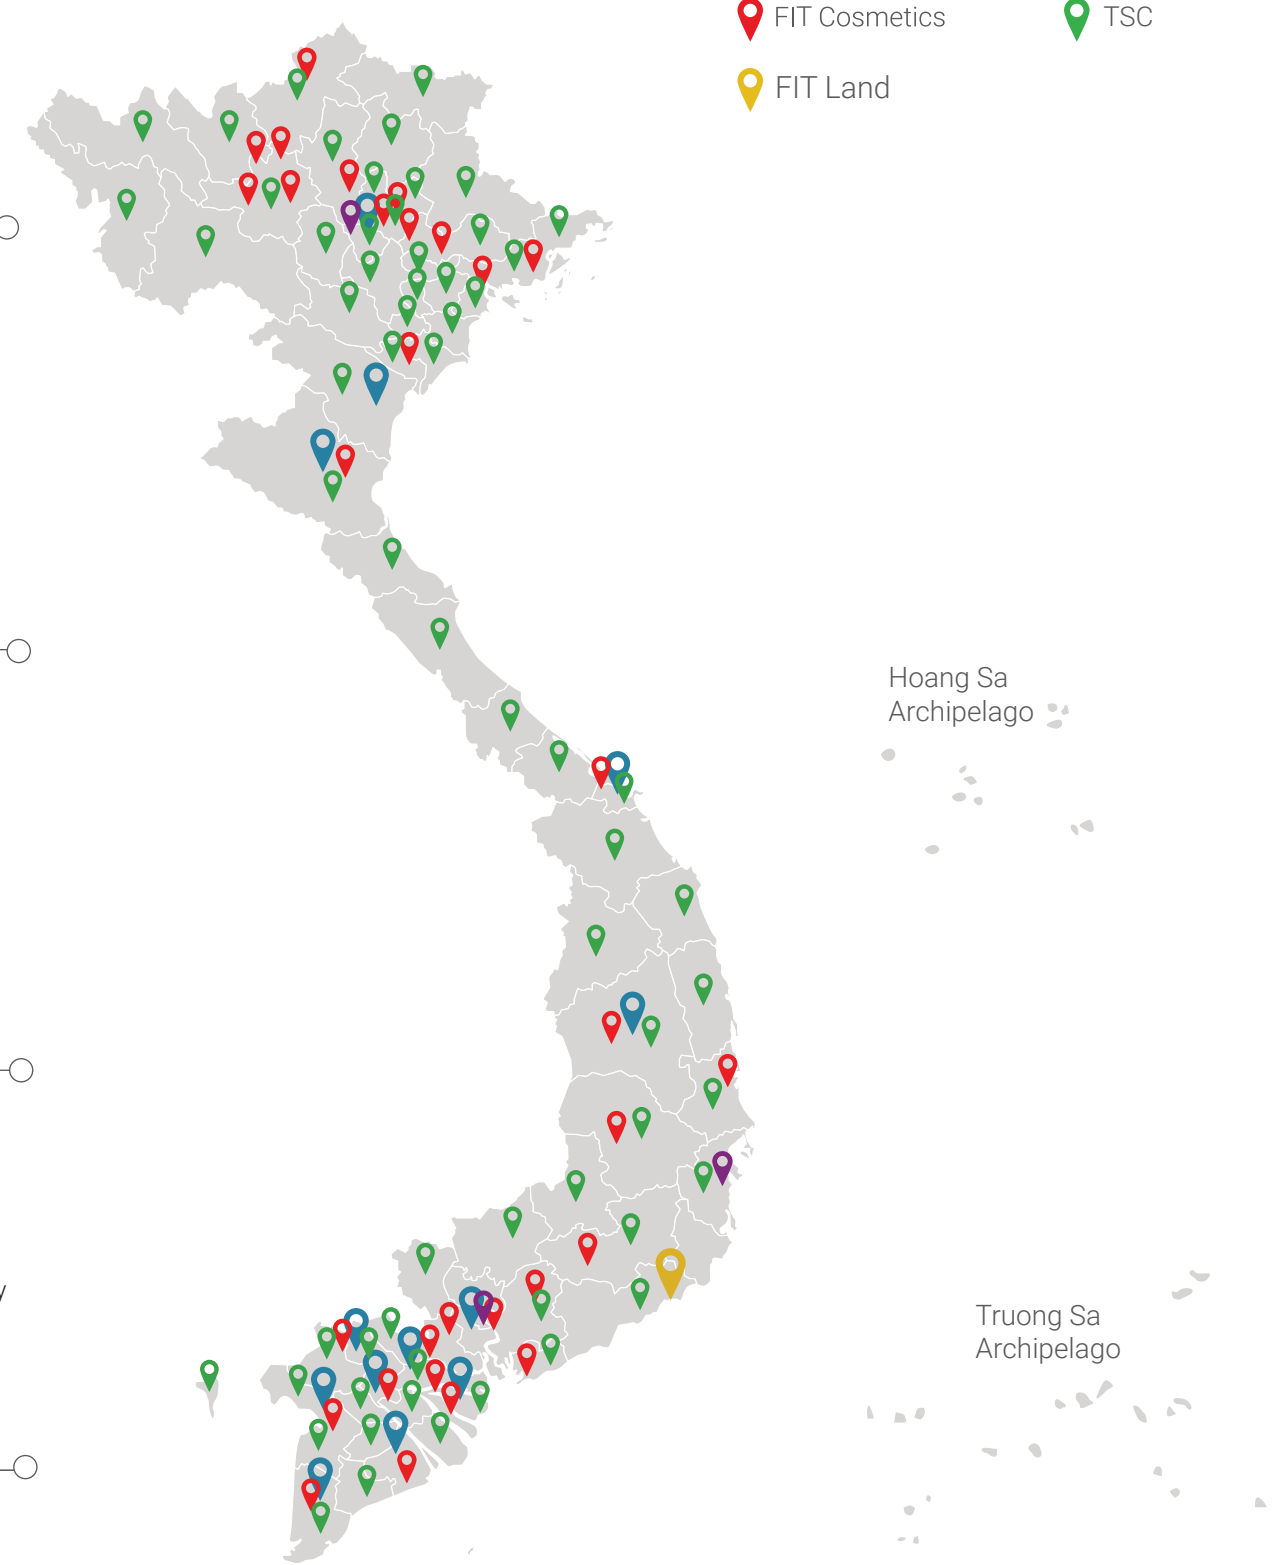 FIT Cosmetics
TSC
FIT Land
Hoang Sa
Archipelago
Truong Sa
Archipelago